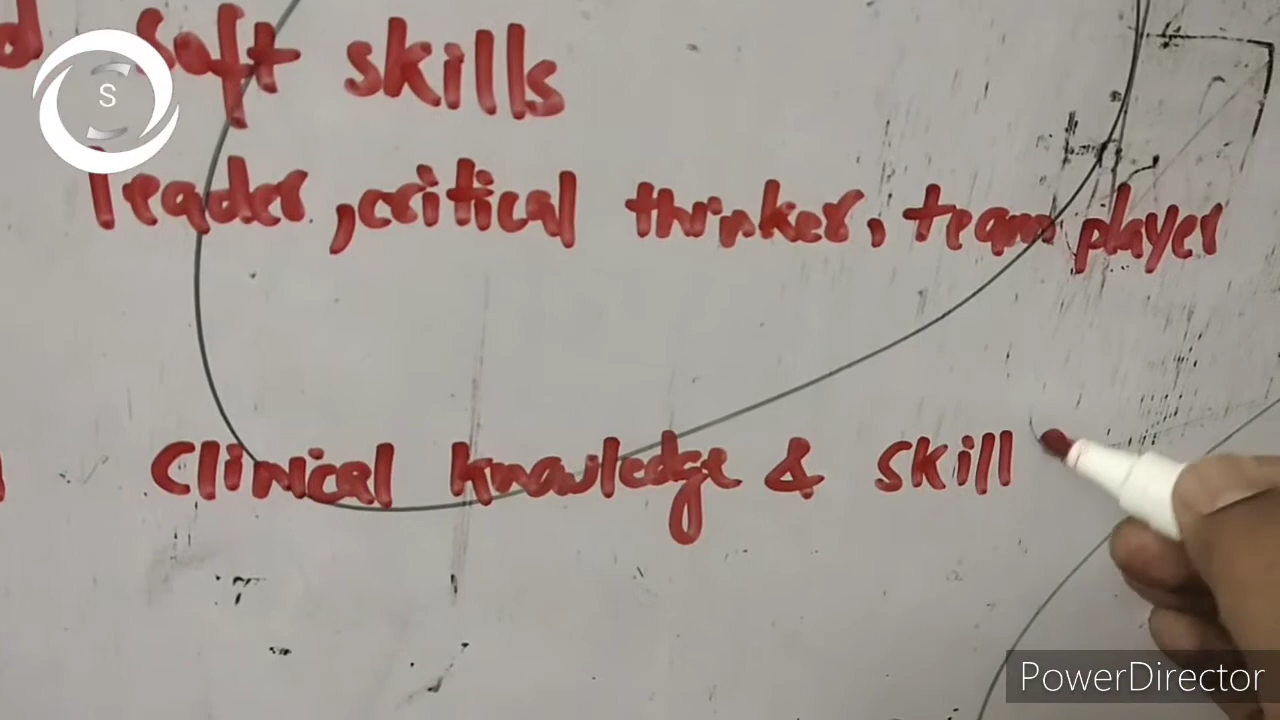 S
Soft skills
leader, critical thinker, team player
Clinical knowledge & skill
PowerDirector